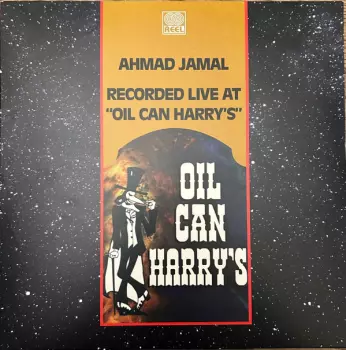 REEL
AHMAD JAMAL
RECORDED LIVE AT
"OIL CAN HARRY'S"
OIL
CAN
HARRY'S